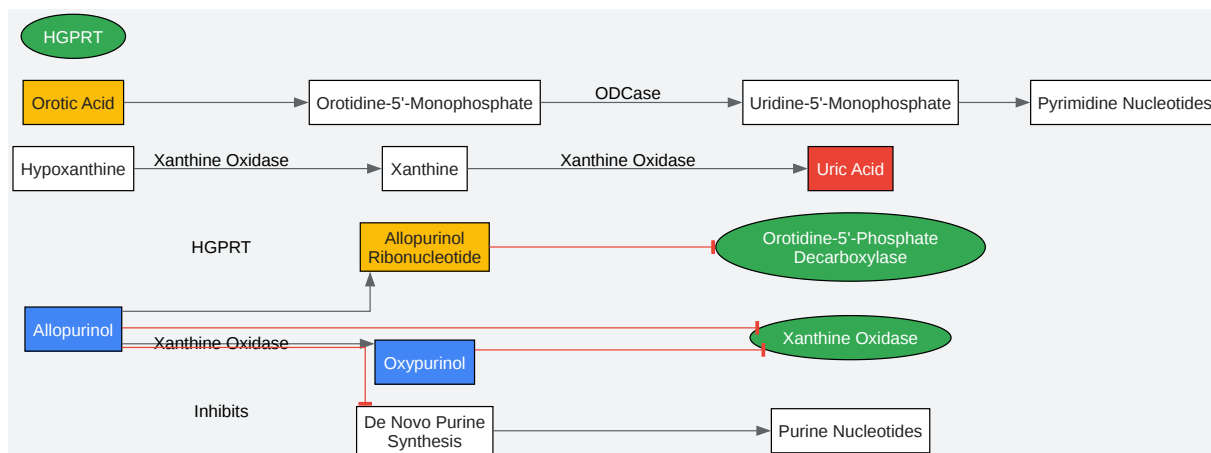 HGPRT
Orotic Acid
Orotidine-5'-Monophosphate
ODCase
Uridine-5'-Monophosphate
Pyrimidine Nucleotides
Hypoxanthine
Xanthine Oxidase
Xanthine
Xanthine Oxidase
Uric Acid
HGPRT
Allopurinol
Ribonucleotide
Orotidine-5'-Phosphate
Decarboxylase
Allopurinol
Xanthine Oxidase
Oxypurinol
Xanthine Oxidase
Inhibits
De Novo Purine
Synthesis
Purine Nucleotides